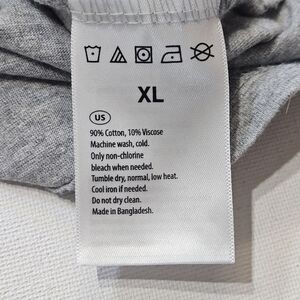 XL
US
90% Cotton, 10% Viscose
Machine wash, cold.
Only non-chlorine
bleach when needed.
Tumble dry, normal, low heat.
Cool iron if needed.
Do not dry clean.
Made in Bangladesh.